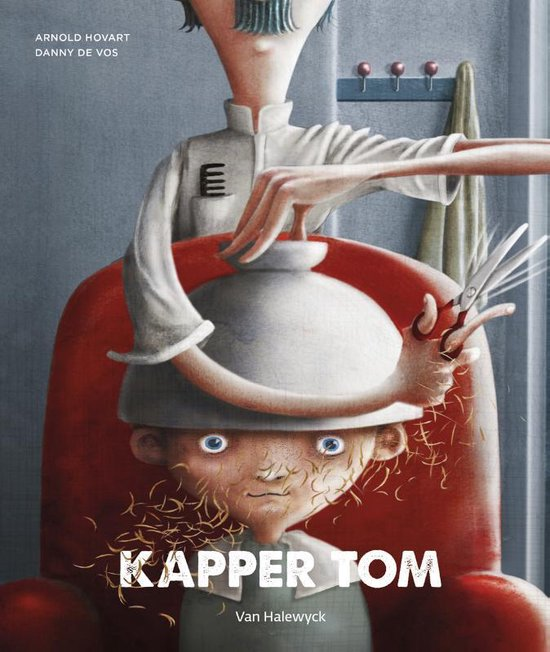 ARNOLD HOVART
DANNY DE VOS
KAPPER TOM
Van Halewyck